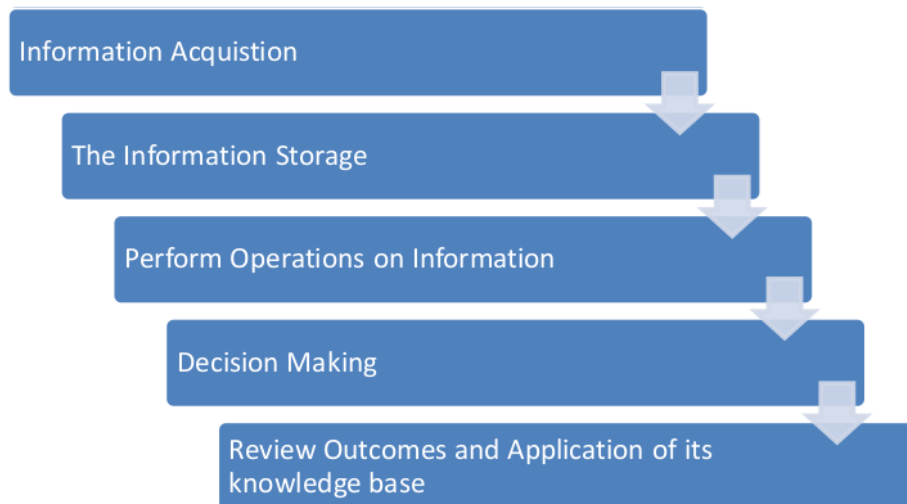 Information Acquistion
The Information Storage
Perform Operations on Information
Decision Making
Review Outcomes and Application of its
knowledge base